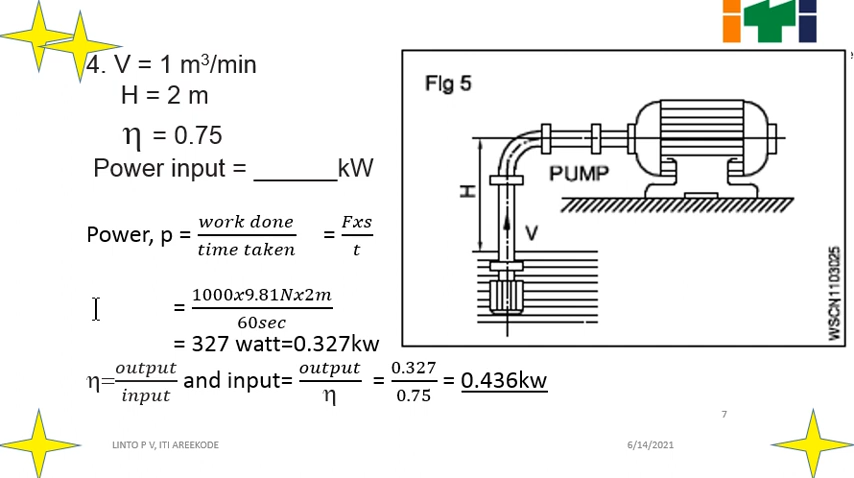 4. V = 1 m³/min
H = 2 m
η = 0.75
Power input = ______kW
Power, p = work done / time taken = Fxs / t
= 1000x9.81Nx2m / 60sec
= 327 watt=0.327kw
η=output / input and input= output / η = 0.327 / 0.75 = 0.436kw
FIg 5
H
PUMP
V
WSCN1103025
7
LINTO P V, ITI AREEKODE
6/14/2021